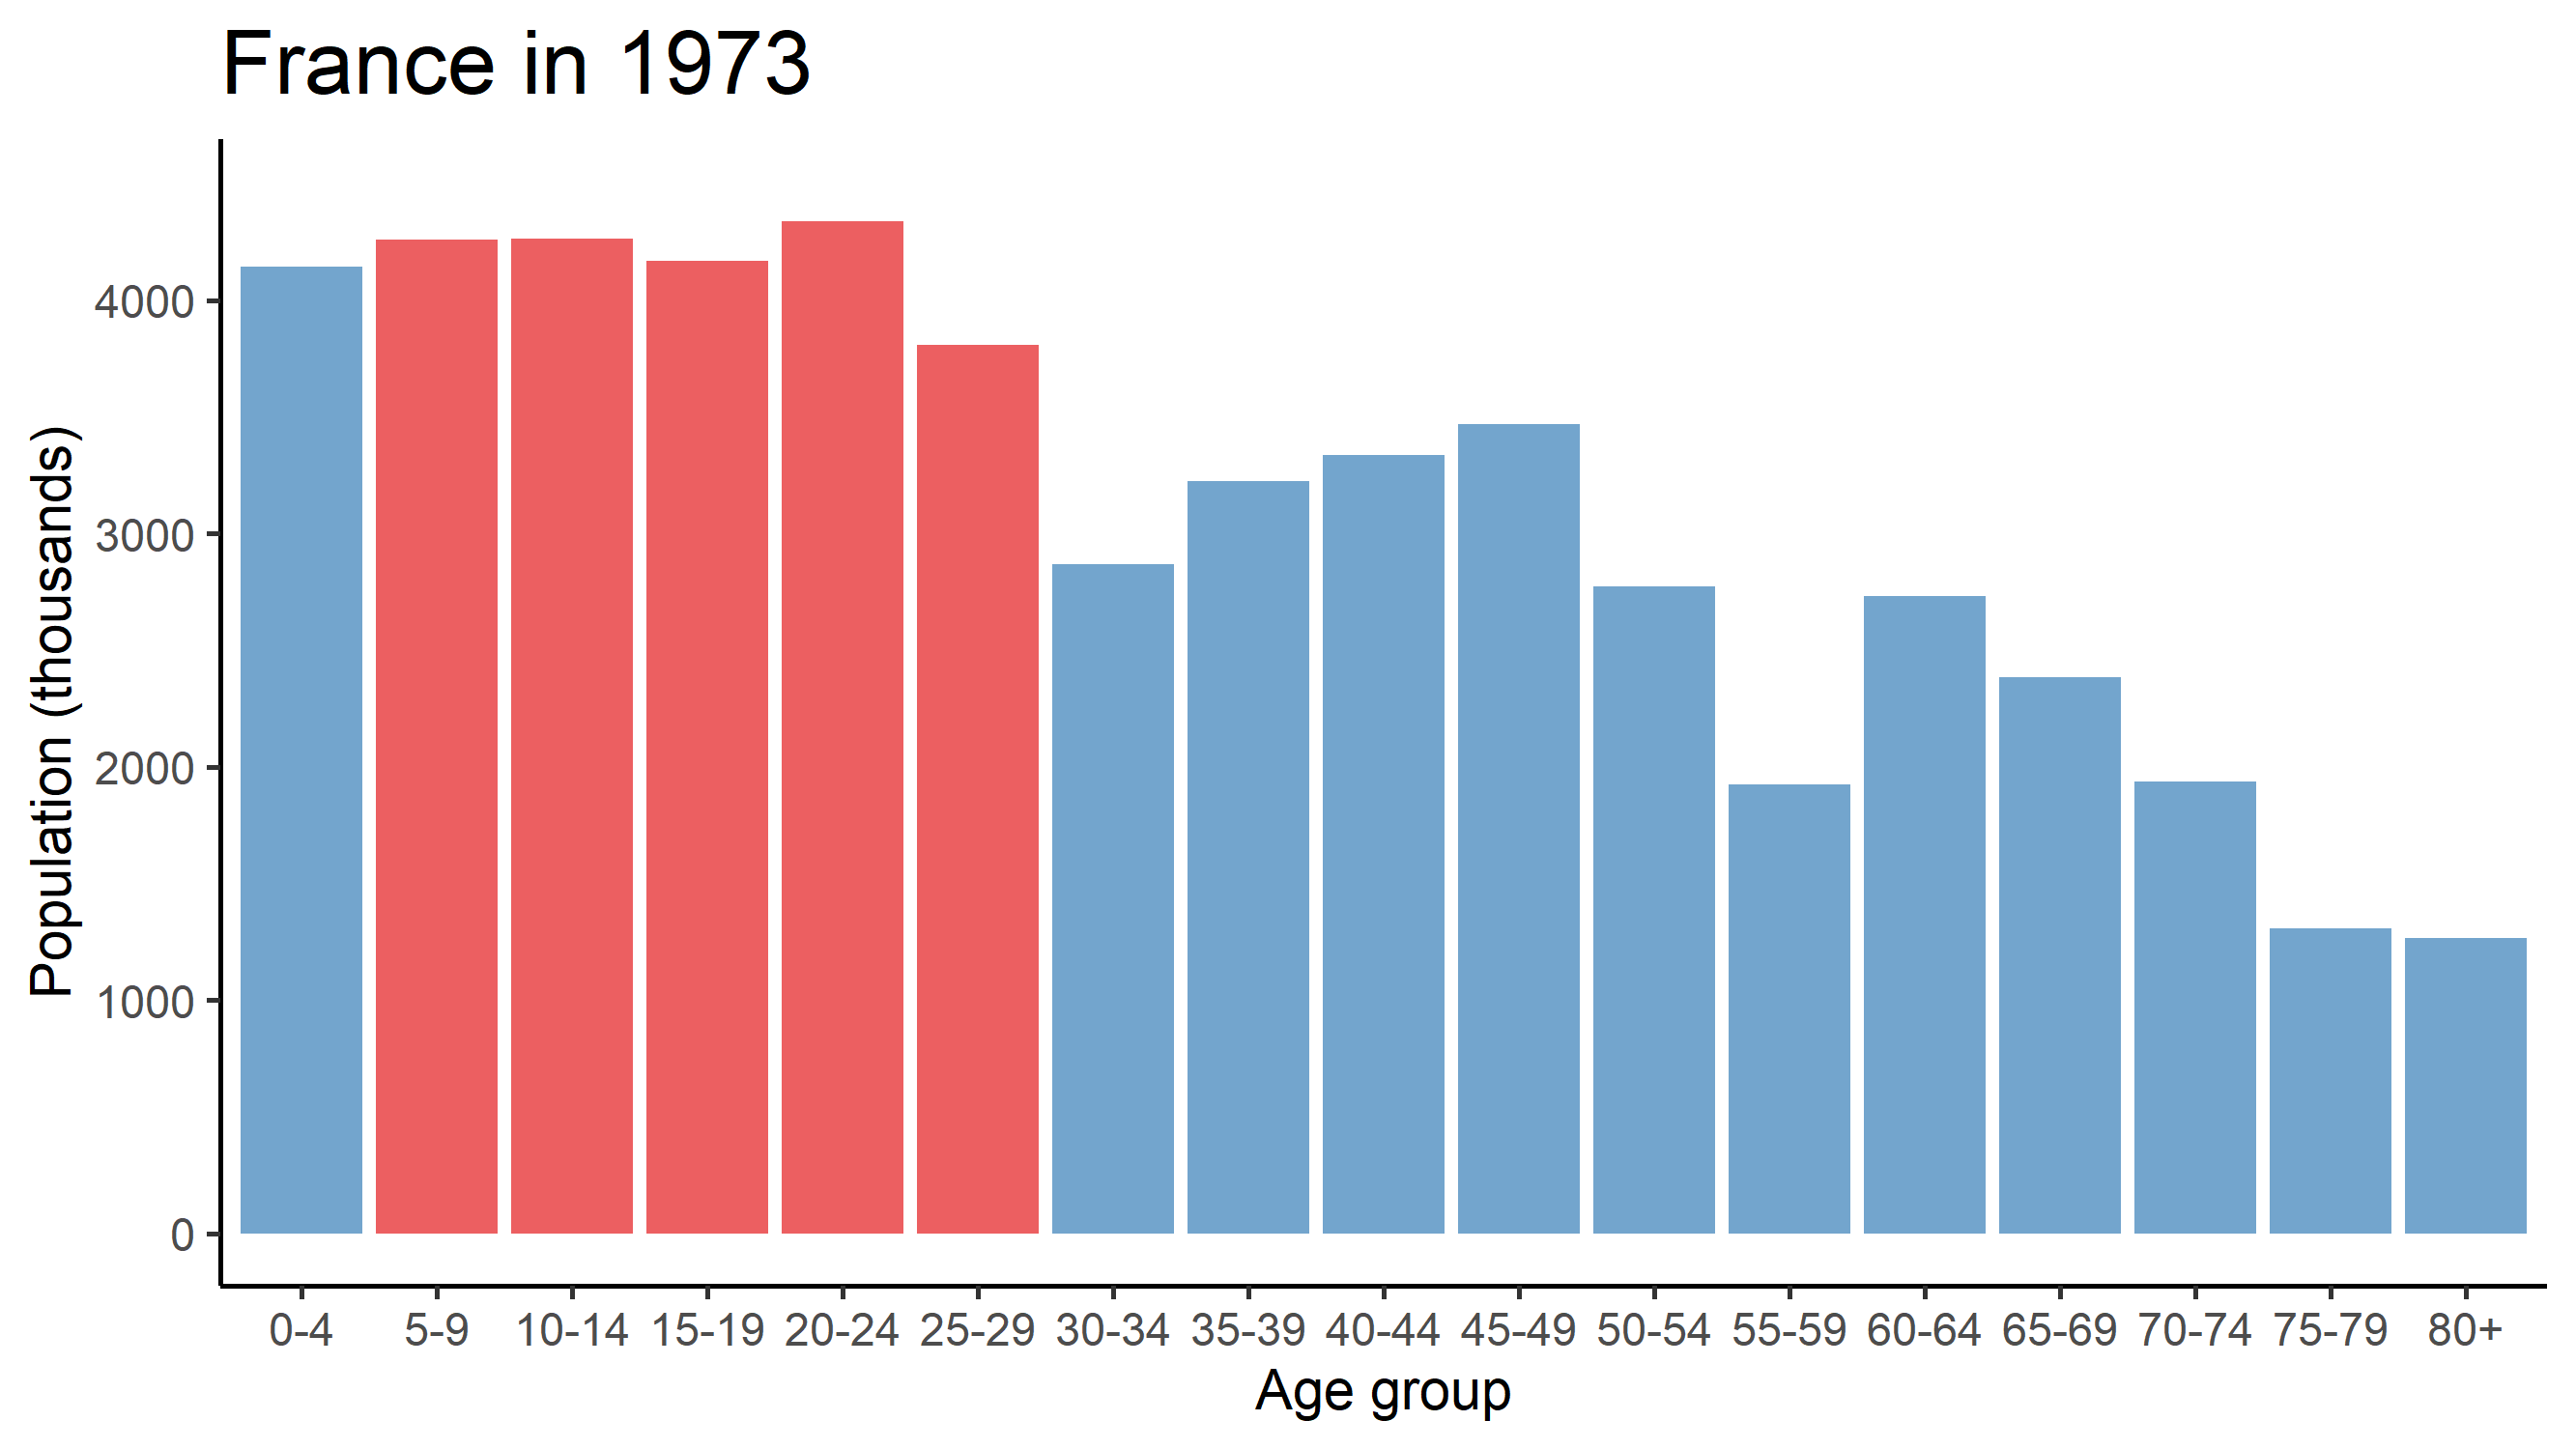 France in 1973
Population (thousands)
4000
3000
2000
1000
0
0-4 5-9 10-14 15-19 20-24 25-29 30-34 35-39 40-44 45-49 50-54 55-59 60-64 65-69 70-74 75-79 80+
Age group